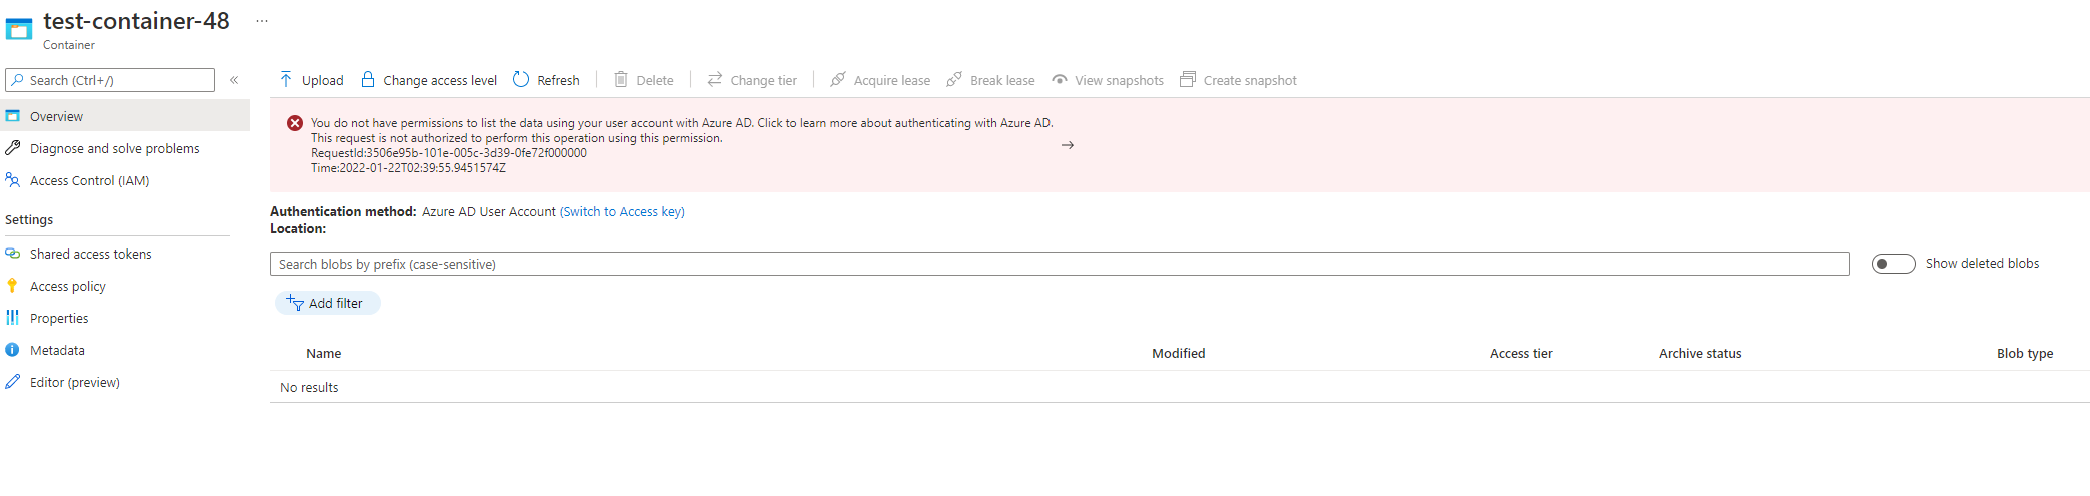 test-container-48 ...
Container
Search (Ctrl+/) «
Overview
Diagnose and solve problems
Access Control (IAM)
Settings
Shared access tokens
Access policy
Properties
Metadata
Editor (preview)
Upload Change access level Refresh Delete Change tier Acquire lease Break lease View snapshots Create snapshot
You do not have permissions to list the data using your user account with Azure AD. Click to learn more about authenticating with Azure AD.
This request is not authorized to perform this operation using this permission.
RequestId:3506e95b-101e-005c-3d39-0fe72f000000
Time:2022-01-22T02:39:55.9451574Z
Authentication method: Azure AD User Account (Switch to Access key)
Location:
Search blobs by prefix (case-sensitive) Show deleted blobs
Add filter
Name Modified Access tier Archive status Blob type
No results